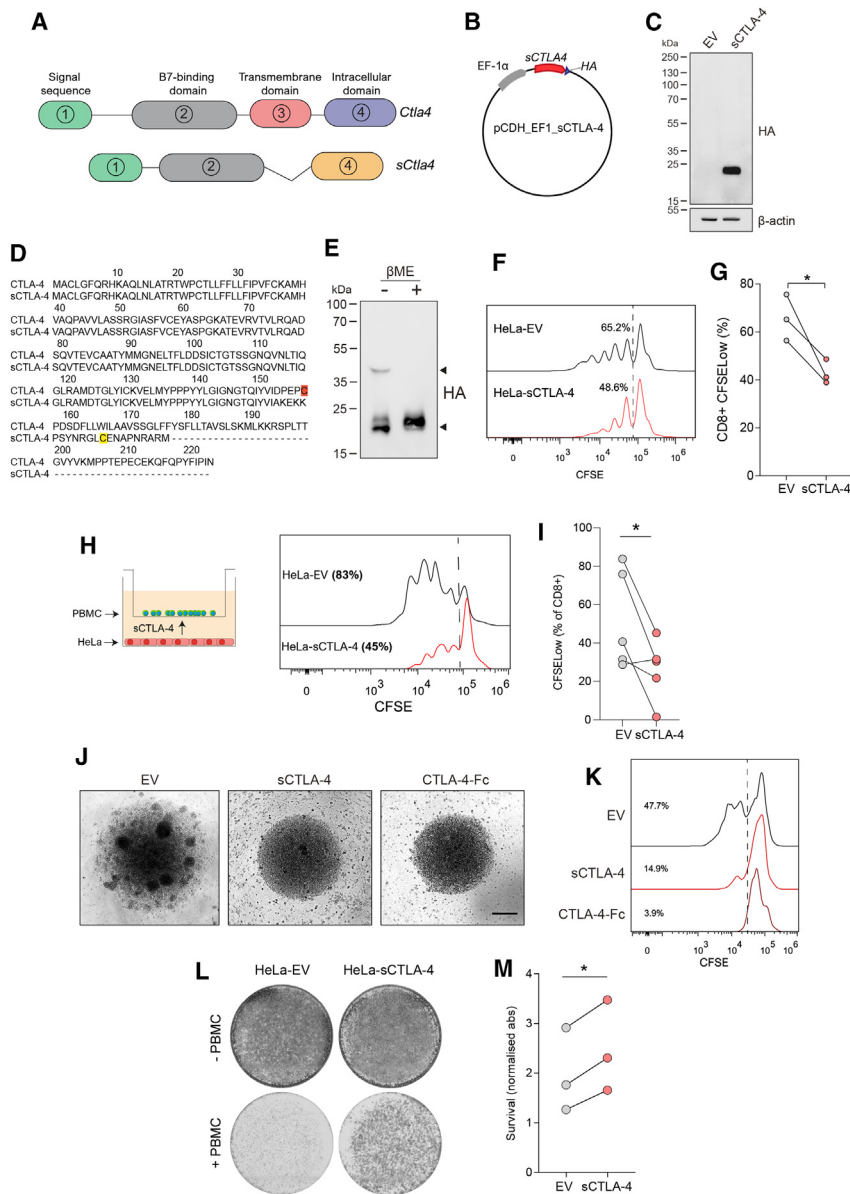 A
Signal
sequence
B7-binding
domain
Transmembrane
domain
Intracellular
domain
1
2
3
4
Ctla4
1
2
4
sCtla4
B
EF-1α
sCTLA4
HA
pCDH_EF1_sCTLA-4
C
EV
sCTLA-4
kDa
250
130
100
70
55
35
25
15
55
HA
β-actin
D
10 20 30
CTLA-4 MACLGFQRHKAQLNLATRTWPCTLLFFLLFIPVFCKAMH
sCTLA-4 MACLGFQRHKAQLNLATRTWPCTLLFFLLFIPVFCKAMH
40 50 60 70
CTLA-4 VAQPAVVLASSRGIASFVCEYASPGKATEVRVTVLRQAD
sCTLA-4 VAQPAVVLASSRGIASFVCEYASPGKATEVRVTVLRQAD
80 90 100 110
CTLA-4 SQVTEVCAATYMMGNELTFLDDSICTGTSSGNQVNLTIQ
sCTLA-4 SQVTEVCAATYMMGNELTFLDDSICTGTSSGNQVNLTIQ
120 130 140 150
CTLA-4 GLRAMDTGLYICKVELMYPPPYYLGIGNGTQIYVIDPEPC
sCTLA-4 GLRAMDTGLYICKVELMYPPPYYLGIGNGTQIYVIAKEKK
160 170 180 190
CTLA-4 PDSDFLLWILAAVSSGLFFYSFLLTAVSLSKMLKKRSPLTT
sCTLA-4 PSYNRGLCENAPNRARM - - - - - - - - - - - - - - - - - - - - - - -
200 210 220
CTLA-4 GVYVKMPPTEPECEKQFQPYFIPIN
sCTLA-4 - - - - - - - - - - - - - - - - - - - - - - - - -
E
βME
kDa - +
100
70
55
35
25
15
HA
F
HeLa-EV
65.2%
HeLa-sCTLA-4
48.6%
0 10³ 10⁴ 10⁵ 10⁶
CFSE
G
*
CD8+ CFSELow (%)
80
60
40
20
0
EV sCTLA-4
H
PBMC
sCTLA-4
HeLa
HeLa-EV (83%)
HeLa-sCTLA-4 (45%)
0 10³ 10⁴ 10⁵ 10⁶
CFSE
I
*
CFSELow (% of CD8+)
100
80
60
40
20
0
EV sCTLA-4
J
EV
sCTLA-4
CTLA-4-Fc
K
EV
47.7%
sCTLA-4
14.9%
CTLA-4-Fc
3.9%
0 10³ 10⁴ 10⁵ 10⁶
CFSE
L
HeLa-EV
HeLa-sCTLA-4
- PBMC
+ PBMC
M
*
Survival (normalised abs)
4
3
2
1
0
EV sCTLA-4